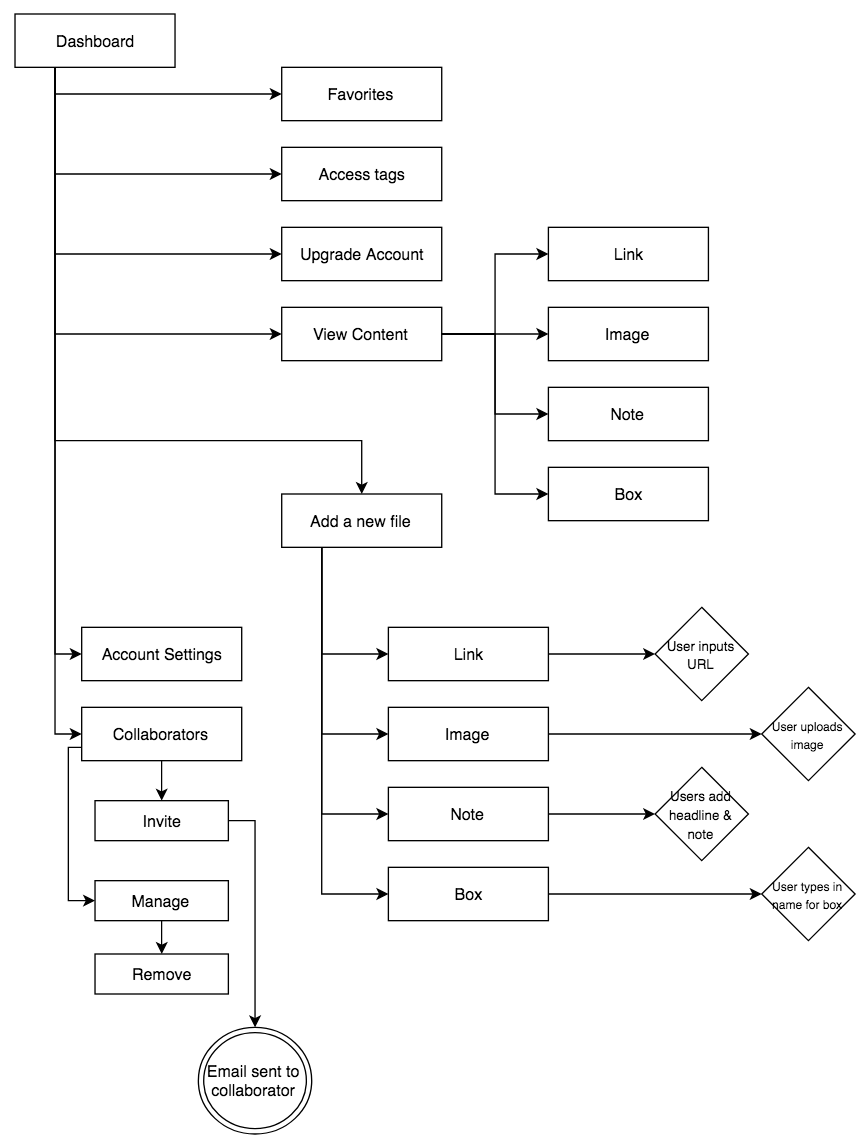 Dashboard
Favorites
Access tags
Upgrade Account
Link
View Content
Image
Note
Box
Add a new file
Account Settings
Link
User inputs
URL
Collaborators
Image
User uploads
image
Invite
Note
Users add
headline &
note
Manage
Box
User types in
name for box
Remove
Email sent to
collaborator